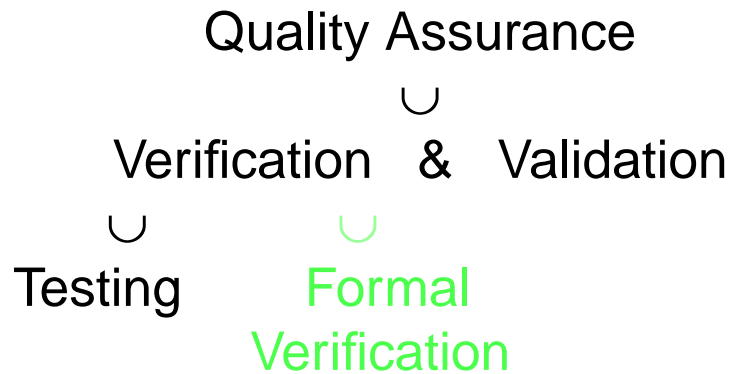 Quality Assurance
∪
Verification & Validation
∪ ∪
Testing Formal
Verification